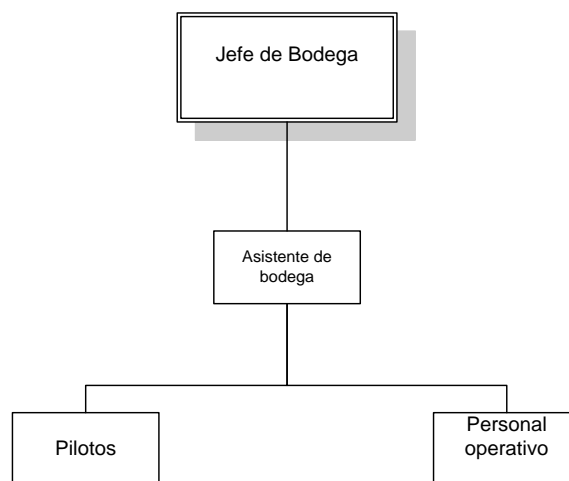 Jefe de Bodega
Asistente de
bodega
Pilotos
Personal
operativo